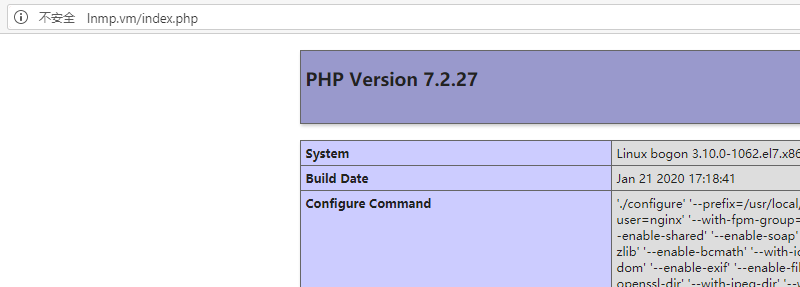 不安全 lnmp.vm/index.php
PHP Version 7.2.27
System Linux bogon 3.10.0-1062.el7.x86
Build Date Jan 21 2020 17:18:41
Configure Command './configure' '--prefix=/usr/local/
user=nginx' '--with-fpm-group=
-enable-shared' '--enable-soap'
zlib' '--enable-bcmath' '--with-ic
dom' '--enable-exif' '--enable-fil
openssl-dir' '--with-jpeg-dir' '--w